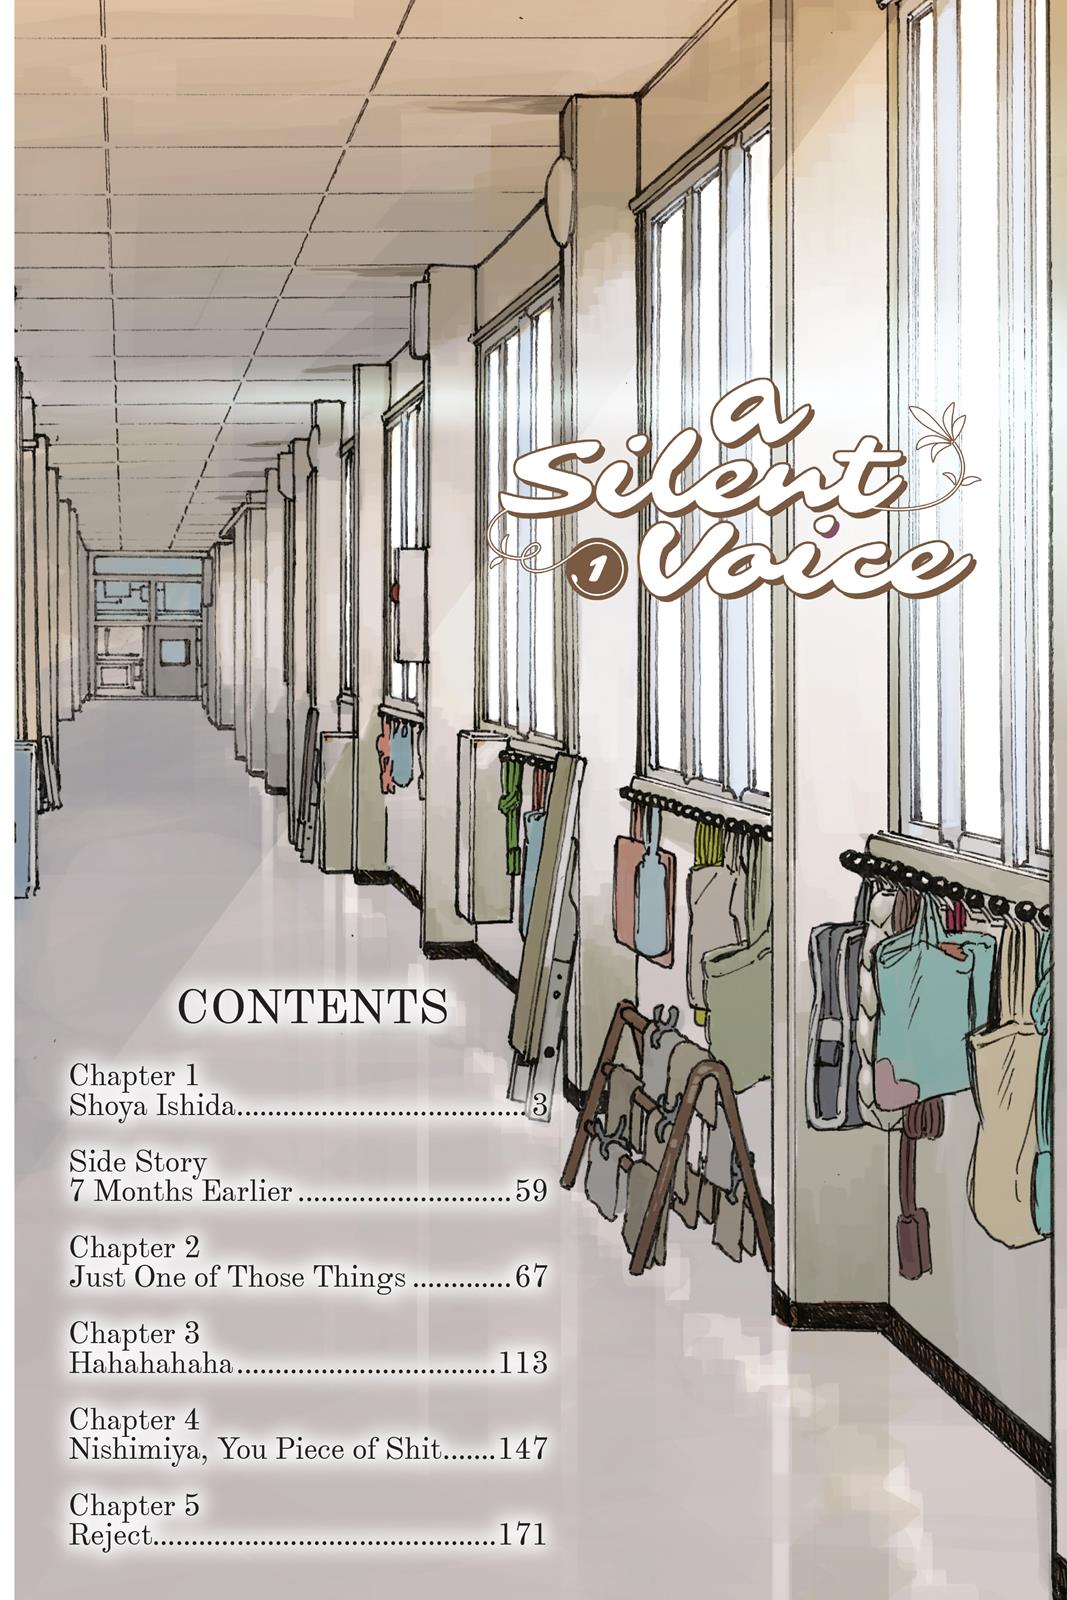 a
Silent
Voice
1
CONTENTS
Chapter 1
Shoya Ishida..........................3
Side Story
7 Months Earlier......................59
Chapter 2
Just One of Those Things .............67
Chapter 3
Hahahahaha...........................113
Chapter 4
Nishimiya, You Piece of Shit.......147
Chapter 5
Reject...................................171